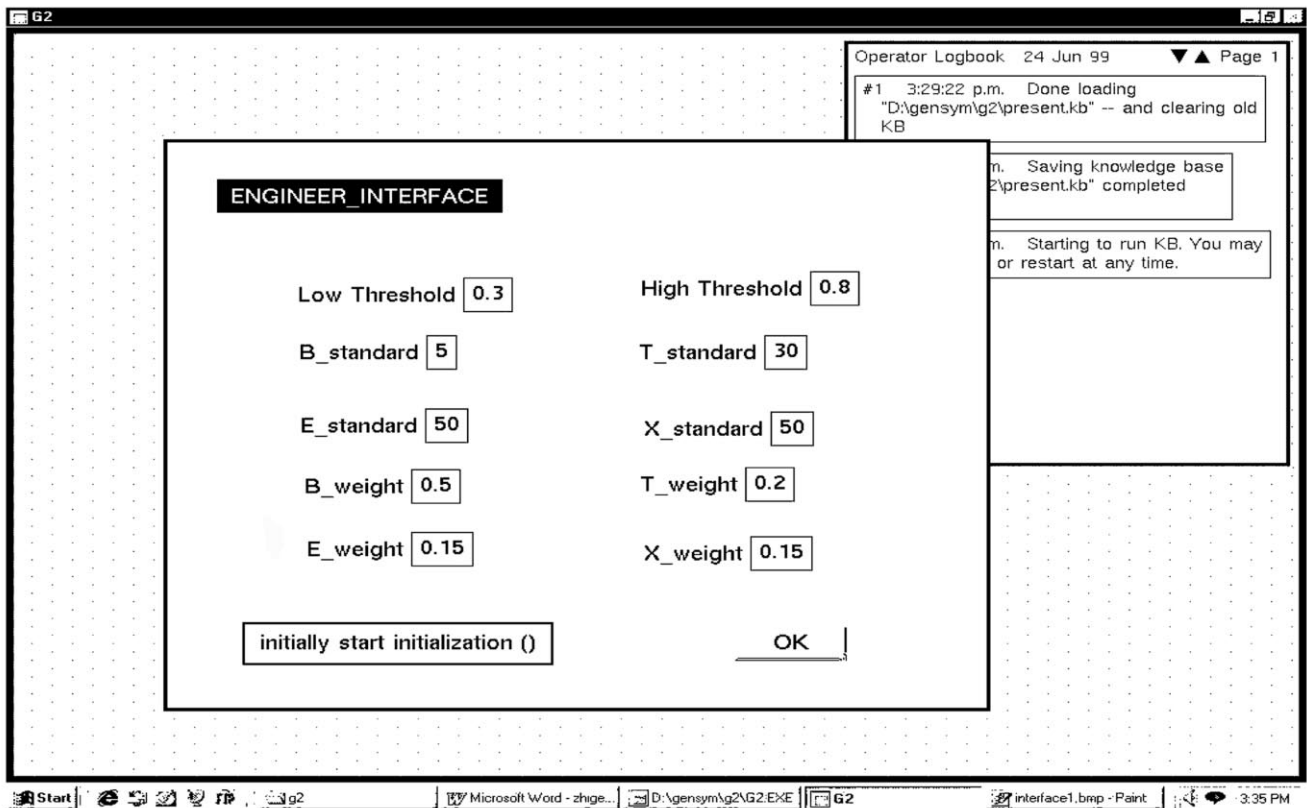 G2
Operator Logbook 24 Jun 99 ▼ ▲ Page 1
#1 3:29:22 p.m. Done loading
"D:\gensym\g2\present.kb" -- and clearing old
KB
m. Saving knowledge base
2\present.kb" completed
m. Starting to run KB. You may
or restart at any time.
ENGINEER_INTERFACE
Low Threshold 0.3
High Threshold 0.8
B_standard 5
T_standard 30
E_standard 50
X_standard 50
B_weight 0.5
T_weight 0.2
E_weight 0.15
X_weight 0.15
initially start initialization ()
OK
Start g2 Microsoft Word - zhige... D:\gensym\g2\G2.EXE G2 interface1.bmp - Paint 3:35 PM